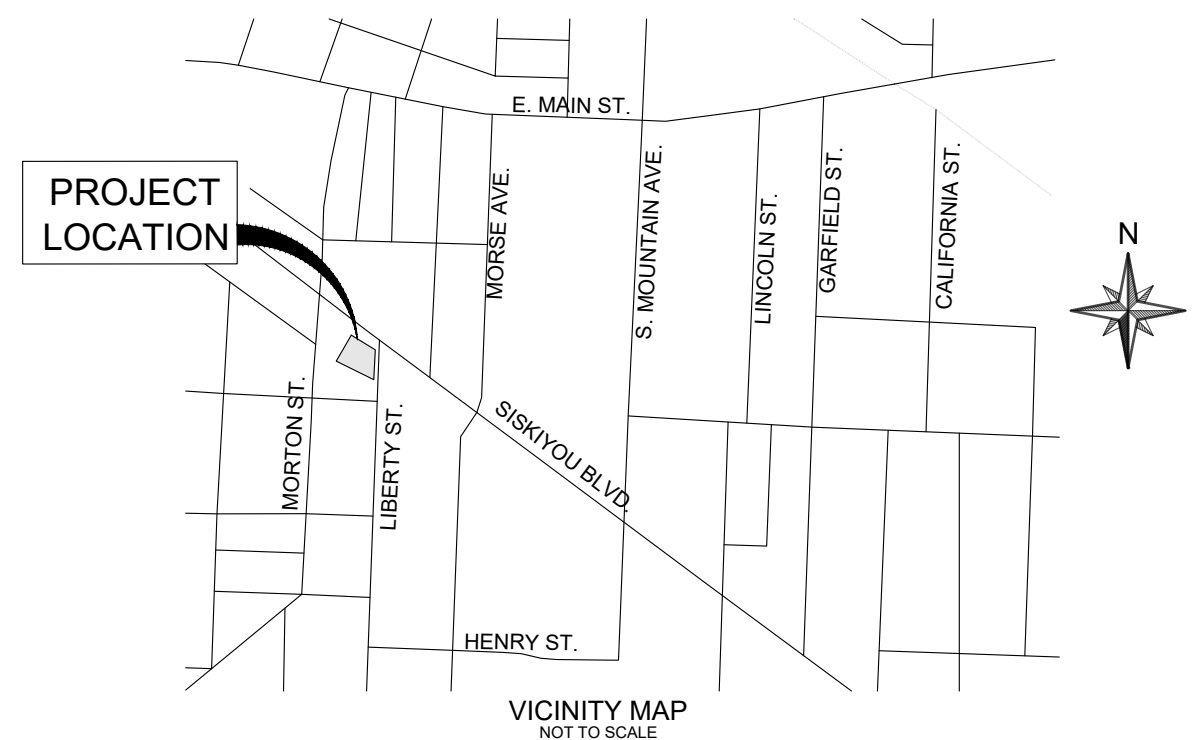 E. MAIN ST.
PROJECT
LOCATION
MORSE AVE.
S. MOUNTAIN AVE.
LINCOLN ST.
GARFIELD ST.
CALIFORNIA ST.
N
MORTON ST.
LIBERTY ST.
SISKIYOU BLVD.
HENRY ST.
VICINITY MAP
NOT TO SCALE